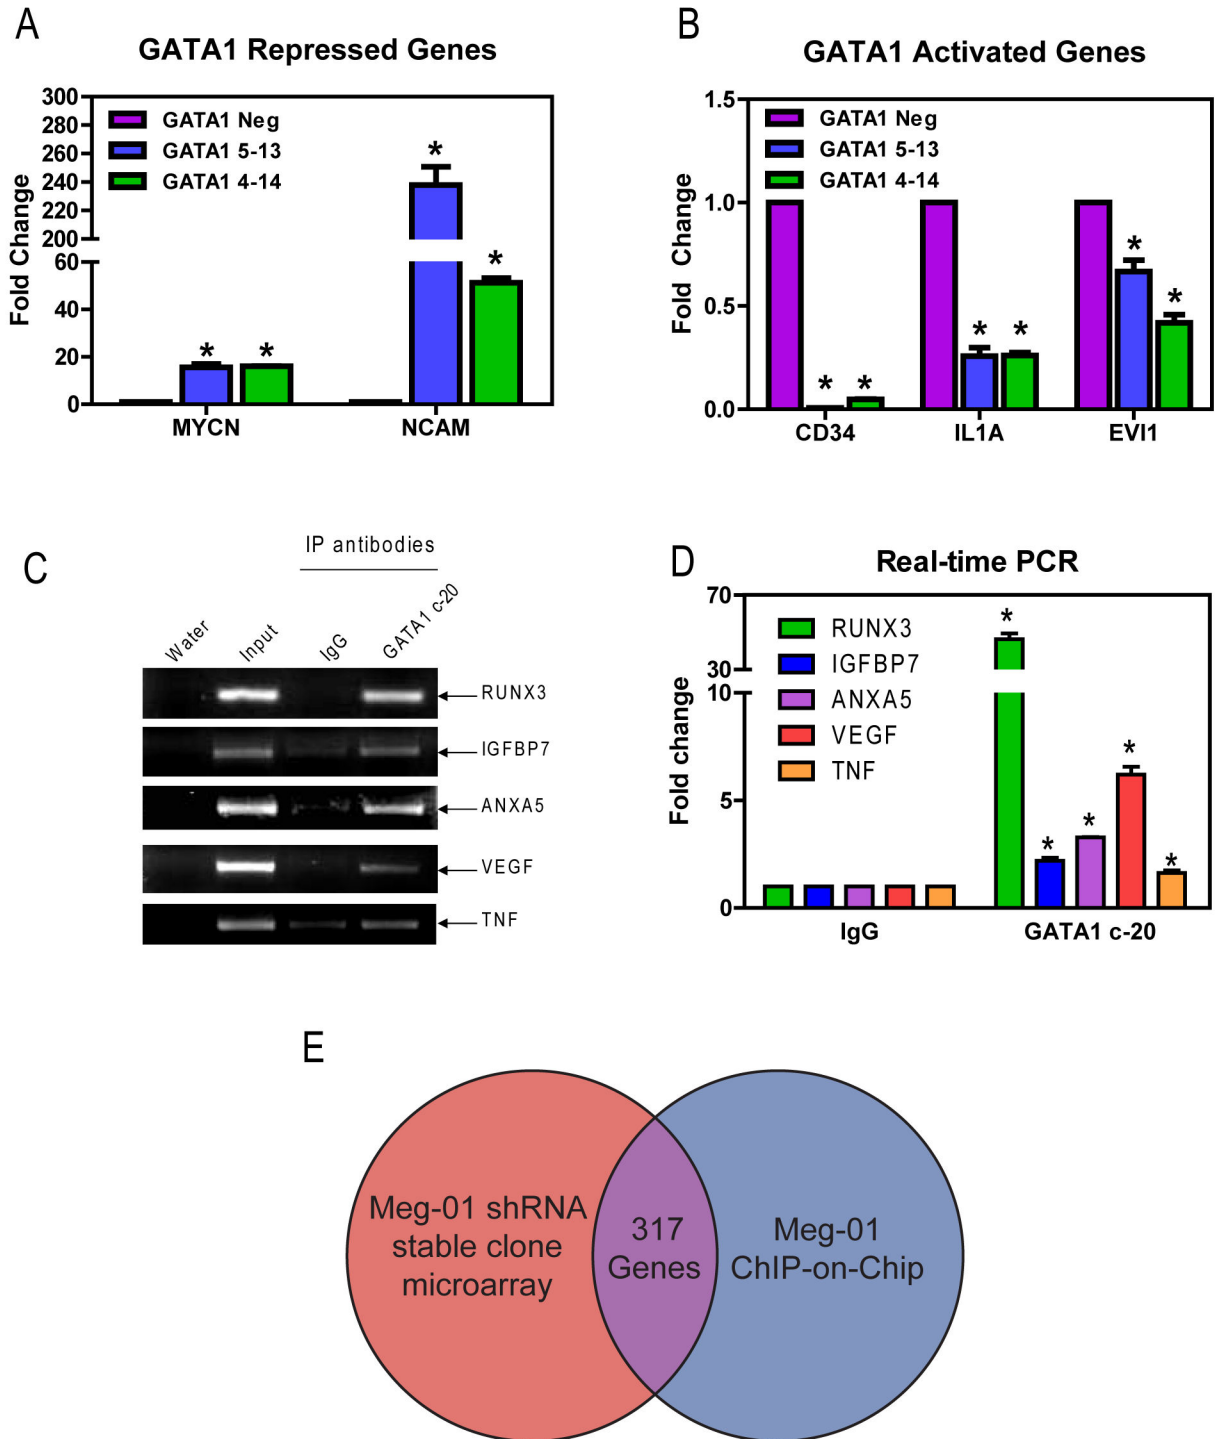 A
GATA1 Repressed Genes
Fold Change
300
280
260
240
220
200
60
40
20
0
GATA1 Neg
GATA1 5-13
GATA1 4-14
*
*
*
*
MYCN
NCAM
B
GATA1 Activated Genes
Fold Change
1.5
1.0
0.5
0.0
GATA1 Neg
GATA1 5-13
GATA1 4-14
*
*
*
*
*
*
CD34
IL1A
EVI1
C
IP antibodies
Water
Input
IgG
GATA1 c-20
RUNX3
IGFBP7
ANXA5
VEGF
TNF
D
Real-time PCR
Fold change
70
30
10
5
0
RUNX3
IGFBP7
ANXA5
VEGF
TNF
*
*
*
*
*
IgG
GATA1 c-20
E
Meg-01 shRNA
stable clone
microarray
317
Genes
Meg-01
ChIP-on-Chip